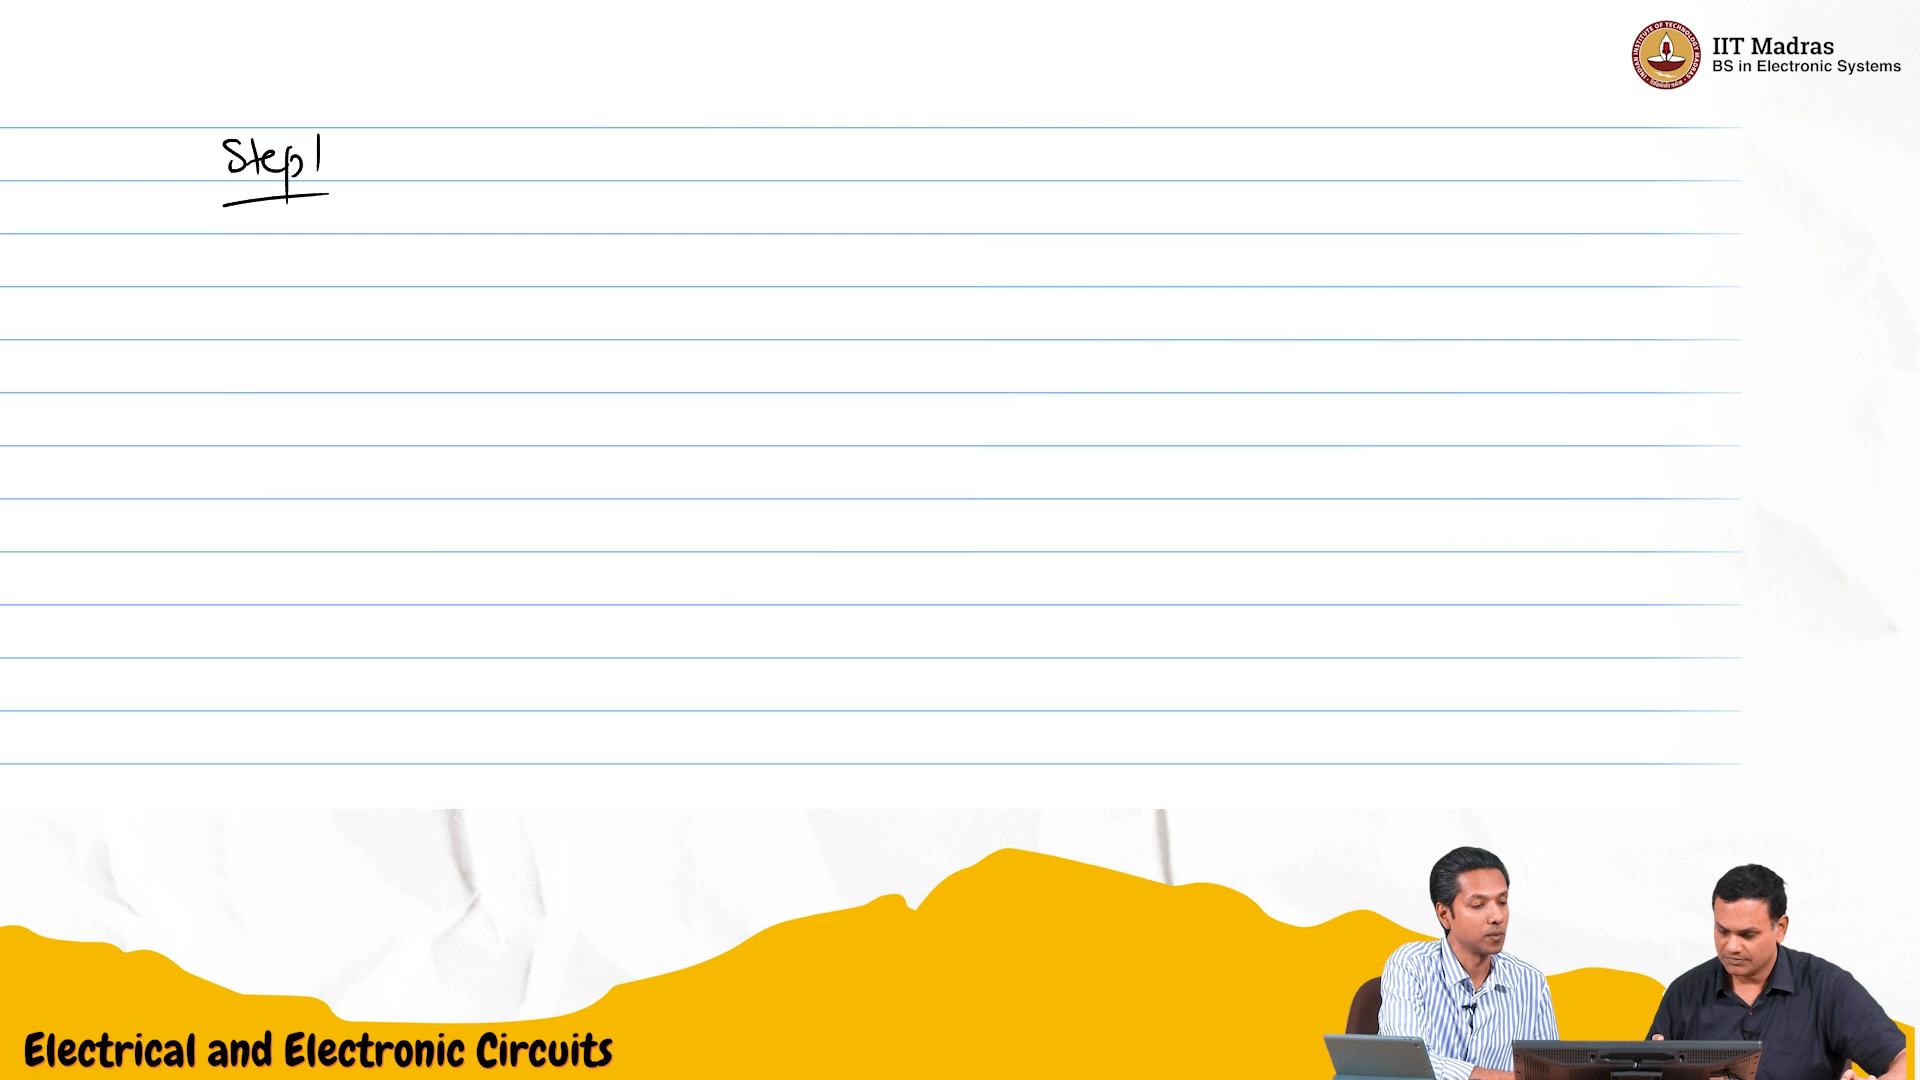 IIT Madras
BS in Electronic Systems
Step 1
Electrical and Electronic Circuits